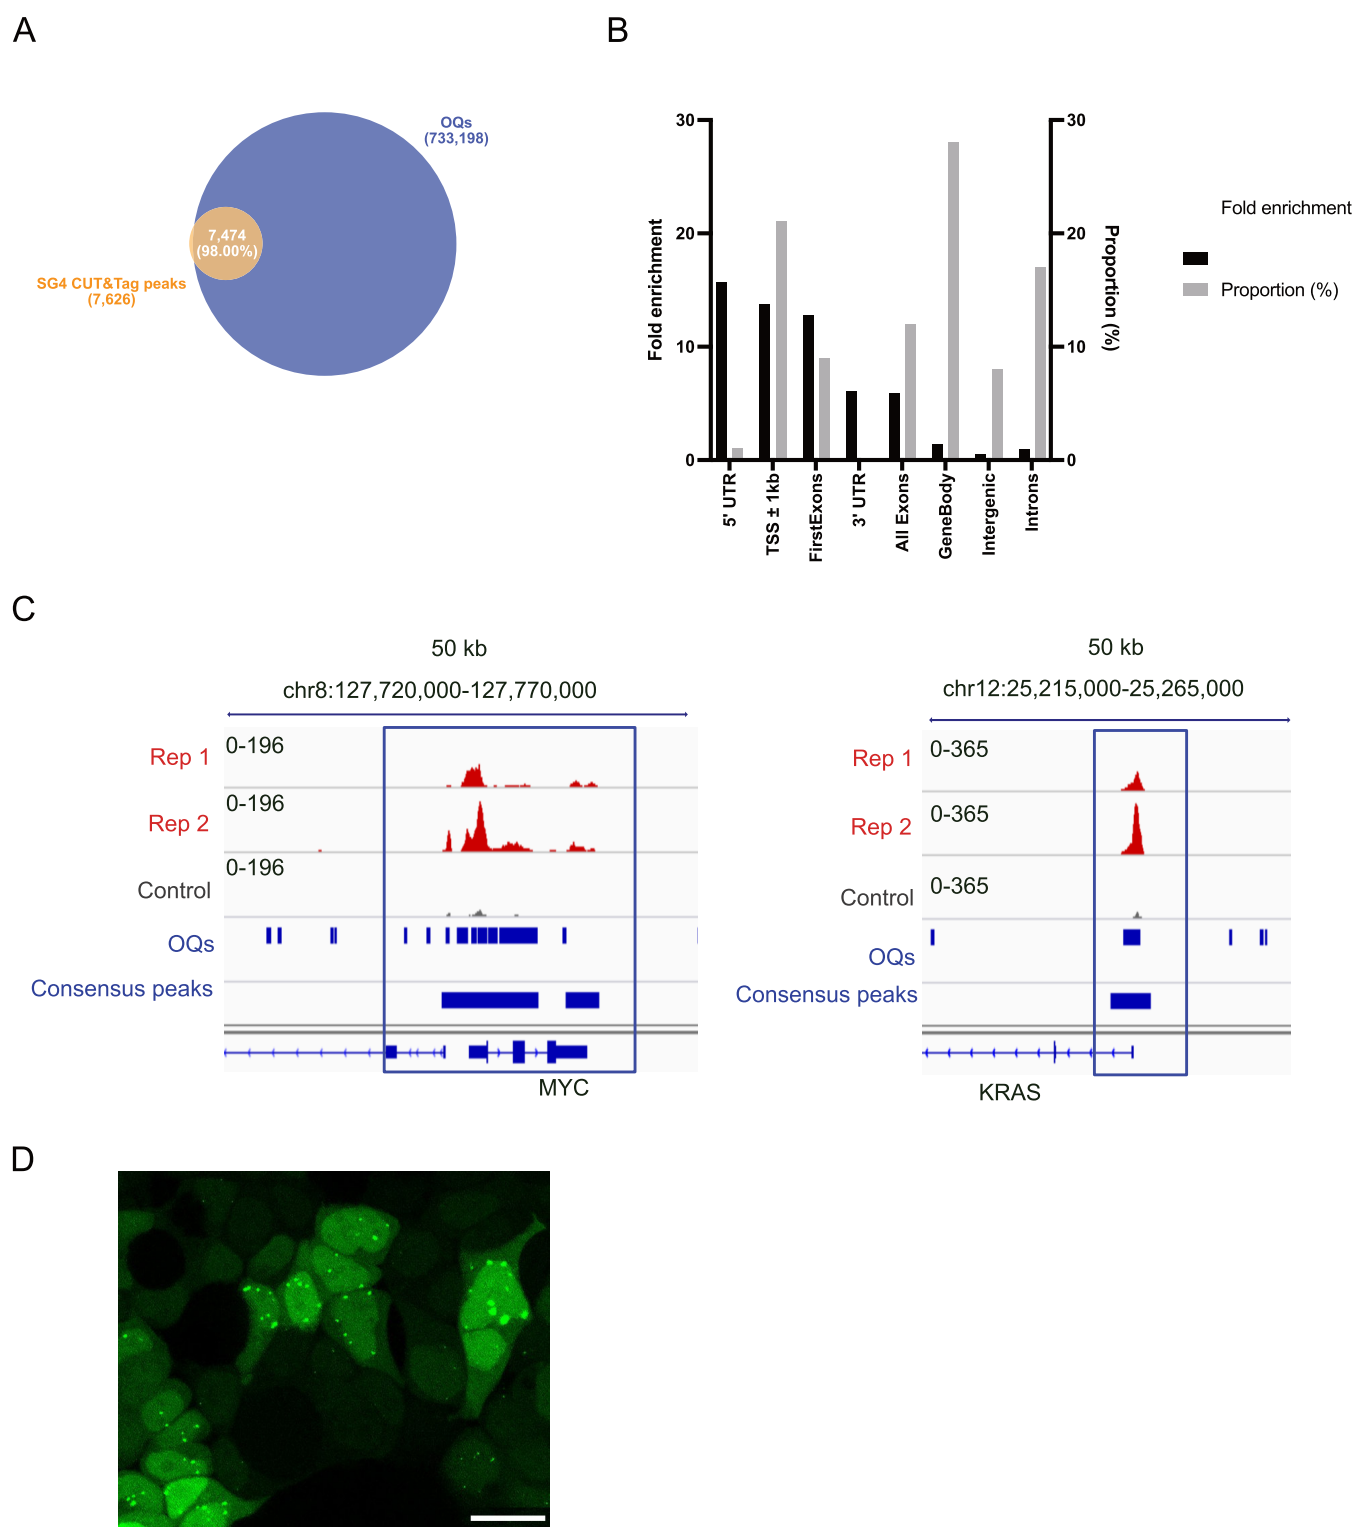 A
OQs
(733,198)
7,474
(98.00%)
SG4 CUT&Tag peaks
(7,626)
B
30
20
10
0
Fold enrichment
30
20
10
0
Proportion (%)
5' UTR
TSS ± 1kb
FirstExons
3' UTR
All Exons
GeneBody
Intergenic
Introns
Fold enrichment
Proportion (%)
C
50 kb
chr8:127,720,000-127,770,000
Rep 1
0-196
Rep 2
0-196
Control
0-196
OQs
Consensus peaks
MYC
50 kb
chr12:25,215,000-25,265,000
Rep 1
0-365
Rep 2
0-365
Control
0-365
OQs
Consensus peaks
KRAS
D